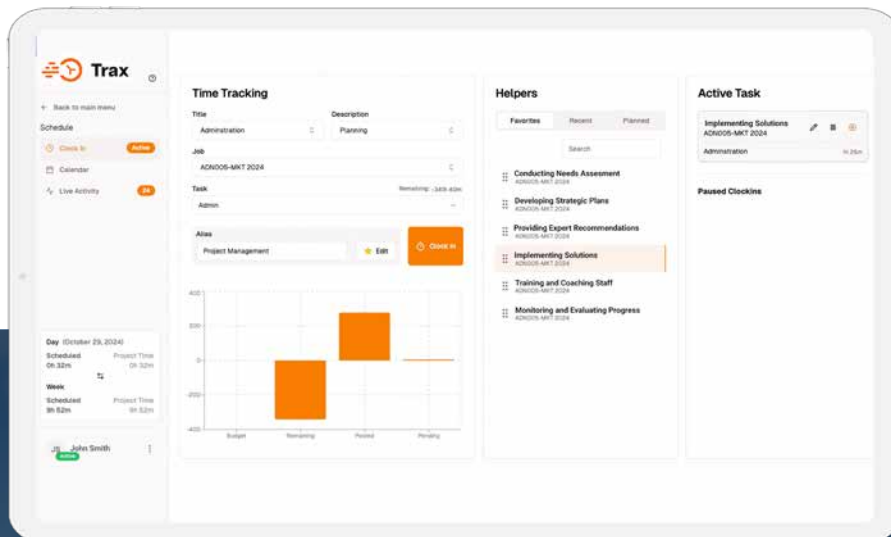 Trax
← Back to main menu
Schedule
Clock In
Active
Calendar
Live Activity
24
Day (October 29, 2024)
Scheduled Project Time
0h 32m 0h 32m
Week
Scheduled Project Time
9h 52m 9h 52m
JS John Smith
Active
Time Tracking
Title Description
Adminstration Planning
Job
ADN005-MKT 2024
Task
Admin
Alias
Project Management
Edit
Clock in
400
200
0
-200
-400
Budget Remaining Posted Pending
Helpers
Favorites Recent Planned
Search
Conducting Needs Assesment
ADN005-MKT 2024
Developing Strategic Plans
ADN005-MKT 2024
Providing Expert Recommendations
ADN005-MKT 2024
Implementing Solutions
ADN005-MKT 2024
Training and Coaching Staff
ADN005-MKT 2024
Monitoring and Evaluating Progress
ADN005-MKT 2024
Active Task
Implementing Solutions
ADN005-MKT 2024
Adminstration
Paused Clockins